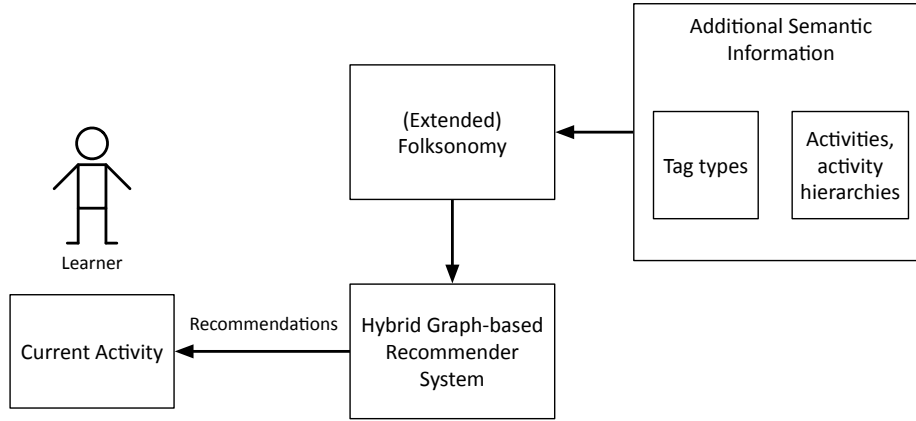 Additional Semantic
Information
(Extended)
Folksonomy
Tag types
Activities,
activity
hierarchies
Learner
Current Activity
Recommendations
Hybrid Graph-based
Recommender
System